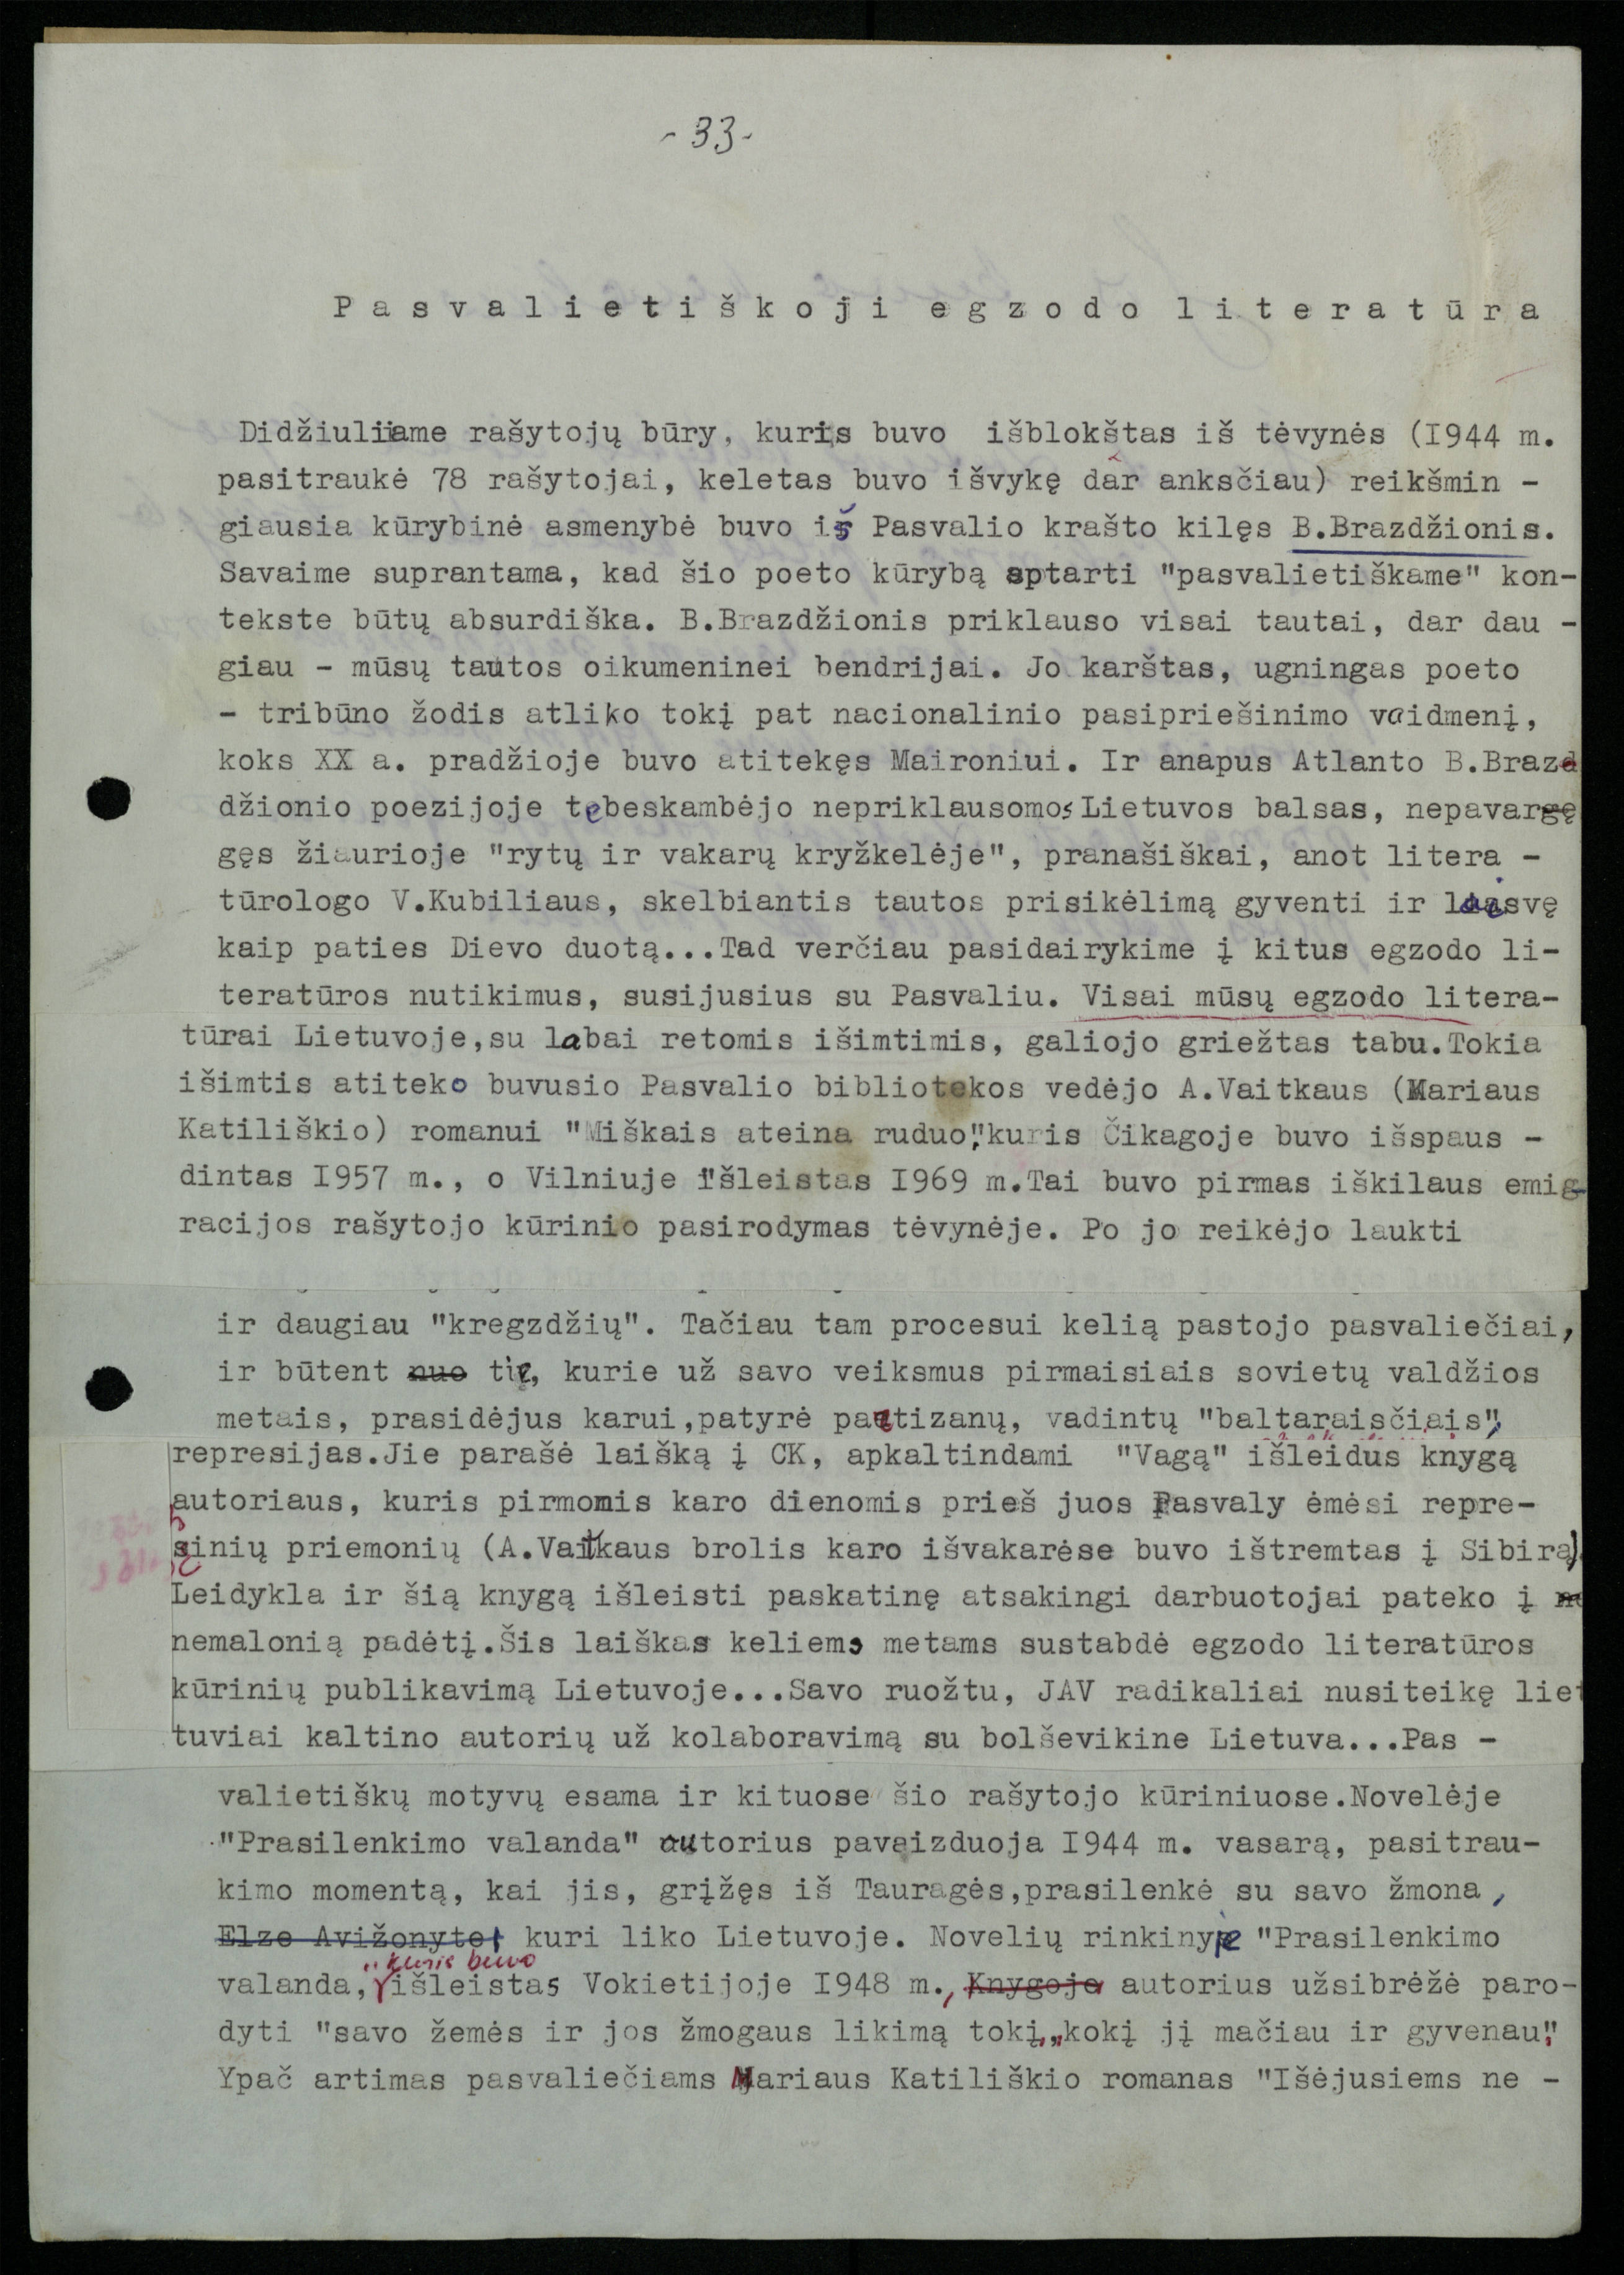 - 33 -
Pasvalietiškoji egzodo literatūra
Didžiuliame rašytojų būry, kuris buvo išblokštas iš tėvynės (I944 m.
pasitraukė 78 rašytojai, keletas buvo išvykę dar anksčiau) reikšmin -
giausia kūrybinė asmenybė buvo iš Pasvalio krašto kilęs B.Brazdžionis.
Savaime suprantama, kad šio poeto kūrybą aptarti "pasvalietiškame" kon-
tekste būtų absurdiška. B.Brazdžionis priklauso visai tautai, dar dau -
giau - mūsų tautos oikumeninei bendrijai. Jo karštas, ugningas poeto
- tribūno žodis atliko tokį pat nacionalinio pasipriešinimo vaidmenį,
koks XX a. pradžioje buvo atitekęs Maironiui. Ir anapus Atlanto B.Braz
džionio poezijoje tebeskambėjo nepriklausomos Lietuvos balsas, nepavargę
gęs žiaurioje "rytų ir vakarų kryžkelėje", pranašiškai, anot litera -
tūrologo V.Kubiliaus, skelbiantis tautos prisikėlimą gyventi ir laisvę
kaip paties Dievo duotą...Tad verčiau pasidairykime į kitus egzodo li-
teratūros nutikimus, susijusius su Pasvaliu. Visai mūsų egzodo litera-
tūrai Lietuvoje,su labai retomis išimtimis, galiojo griežtas tabu.Tokia
išimtis atiteko buvusio Pasvalio bibliotekos vedėjo A.Vaitkaus (Mariaus
Katiliškio) romanui "Miškais ateina ruduo",kuris Čikagoje buvo išspaus -
dintas I957 m., o Vilniuje išleistas I969 m.Tai buvo pirmas iškilaus emig-
racijos rašytojo kūrinio pasirodymas tėvynėje. Po jo reikėjo laukti
ir daugiau "kregzdžių". Tačiau tam procesui kelią pastojo pasvaliečiai,
ir būtent nuo tie, kurie už savo veiksmus pirmaisiais sovietų valdžios
metais, prasidėjus karui,patyrė partizanų, vadintų "baltaraisčiais",
represijas.Jie parašė laišką į CK, apkaltindami "Vagą" išleidus knygą
autoriaus, kuris pirmomis karo dienomis prieš juos Pasvaly ėmėsi repre-
sinių priemonių (A.Vaitkaus brolis karo išvakarėse buvo ištremtas į Sibirą)
Leidykla ir šią knygą išleisti paskatinę atsakingi darbuotojai pateko į ne
nemalonią padėtį.Šis laiškas keliems metams sustabdė egzodo literatūros
kūrinių publikavimą Lietuvoje...Savo ruožtu, JAV radikaliai nusiteikę liet
tuviai kaltino autorių už kolaboravimą su bolševikine Lietuva...Pas -
valietiškų motyvų esama ir kituose šio rašytojo kūriniuose.Novelėje
"Prasilenkimo valanda" autorius pavaizduoja I944 m. vasarą, pasitrau-
kimo momentą, kai jis, grįžęs iš Tauragės,prasilenkė su savo žmona,
Elze Avižonyte, kuri liko Lietuvoje. Novelių rinkinyje "Prasilenkimo
" kuris buvo
valanda, išleistas Vokietijoje I948 m., Knygoje autorius užsibrėžė paro-
dyti "savo žemės ir jos žmogaus likimą tokį, kokį jį mačiau ir gyvenau".
Ypač artimas pasvaliečiams Mariaus Katiliškio romanas "Išėjusiems ne -